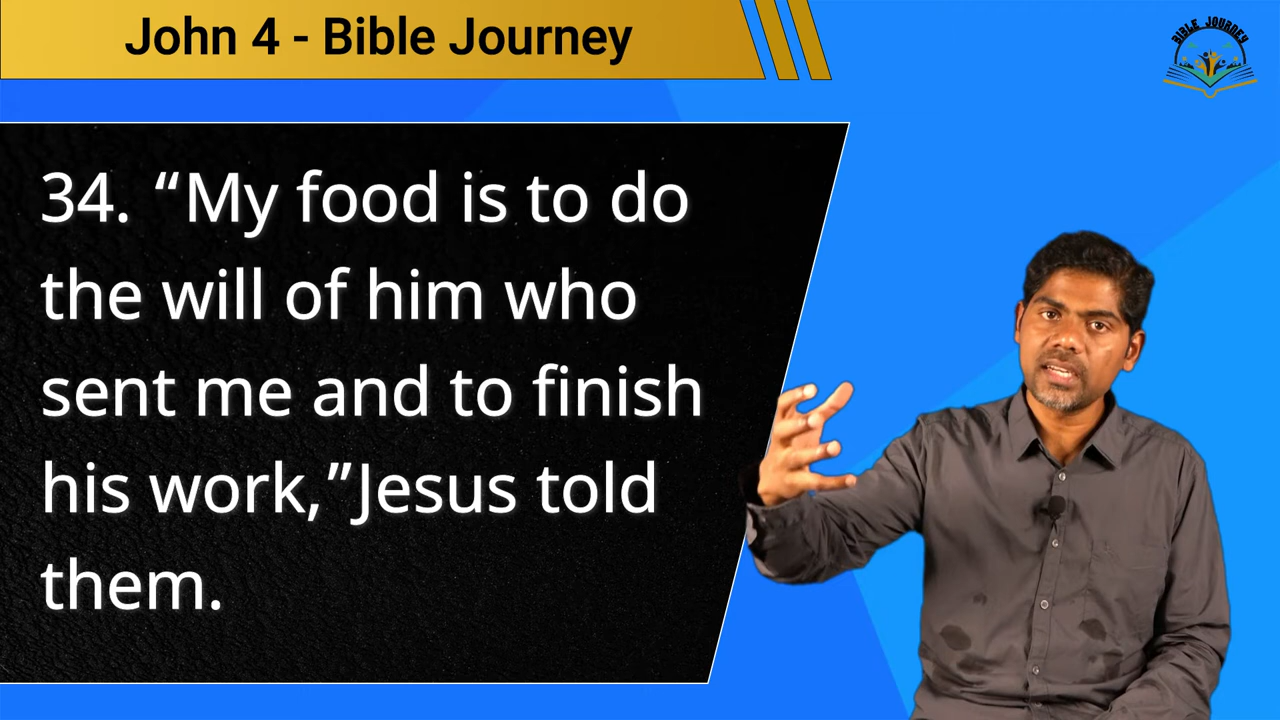 John 4 - Bible Journey
BIBLE JOURNEY
34. “My food is to do
the will of him who
sent me and to finish
his work,”Jesus told
them.